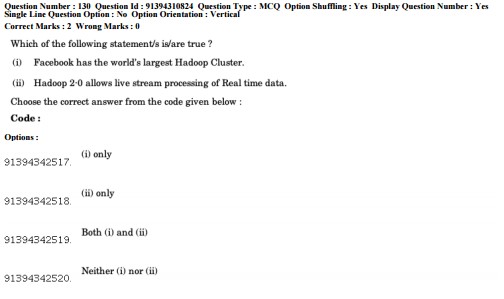 Question Number : 130 Question Id : 91394310824 Question Type : MCQ Option Shuffling : Yes Display Question Number : Yes
Single Line Question Option : No Option Orientation : Vertical
Correct Marks : 2 Wrong Marks : 0
Which of the following statement/s is/are true ?
(i) Facebook has the world's largest Hadoop Cluster.
(ii) Hadoop 2·0 allows live stream processing of Real time data.
Choose the correct answer from the code given below :
Code :
Options :
(i) only
91394342517.
(ii) only
91394342518.
Both (i) and (ii)
91394342519.
Neither (i) nor (ii)
91394342520.